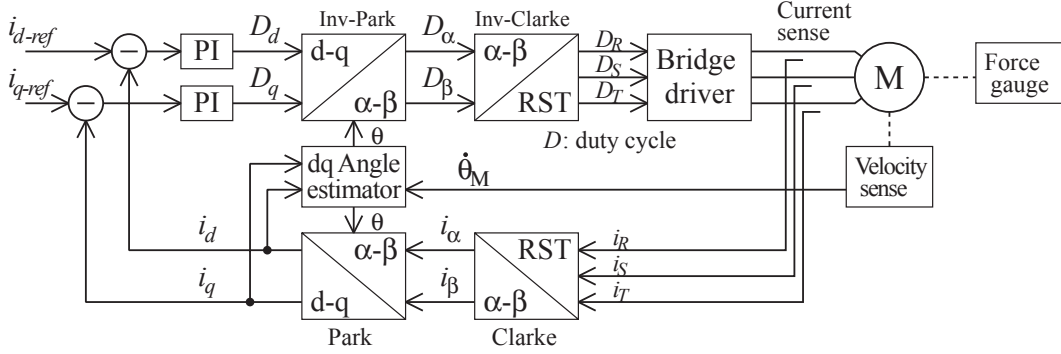 Inv-Park
Inv-Clarke
Current
sense
i_d-ref
PI
D_d
d-q
α-β
D_α
α-β
RST
D_R
D_S
D_T
Bridge
driver
M
Force
gauge
i_q-ref
PI
D_q
D_β
D: duty cycle
θ
dq Angle
estimator
θ̇_M
Velocity
sense
θ
i_d
i_q
α-β
d-q
Park
i_α
i_β
RST
α-β
Clarke
i_R
i_S
i_T